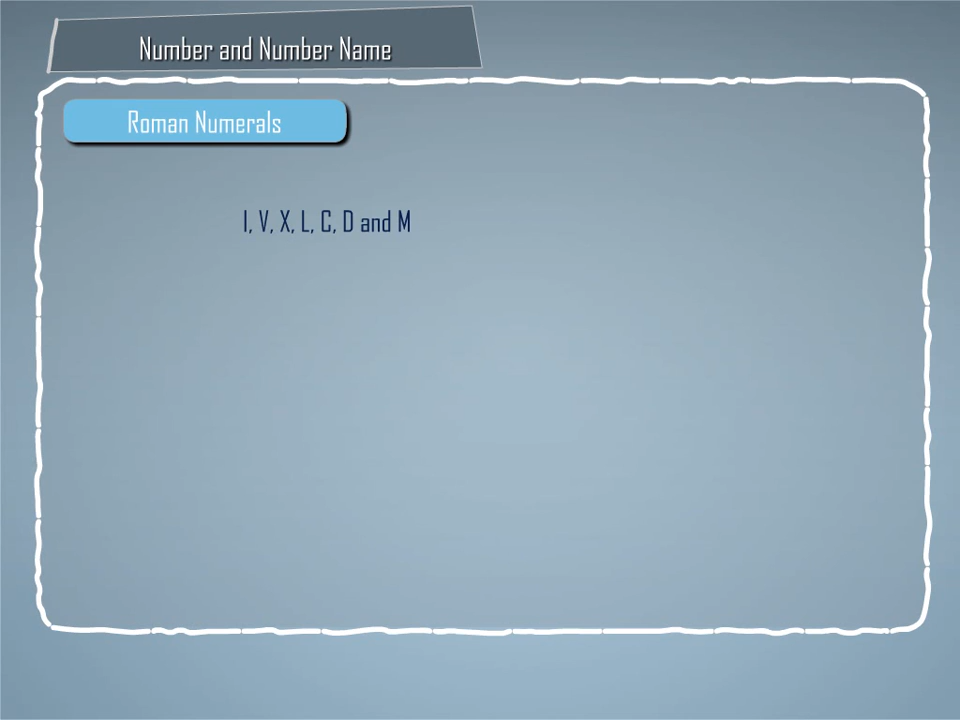 Number and Number Name
Roman Numerals
I, V, X, L, C, D and M